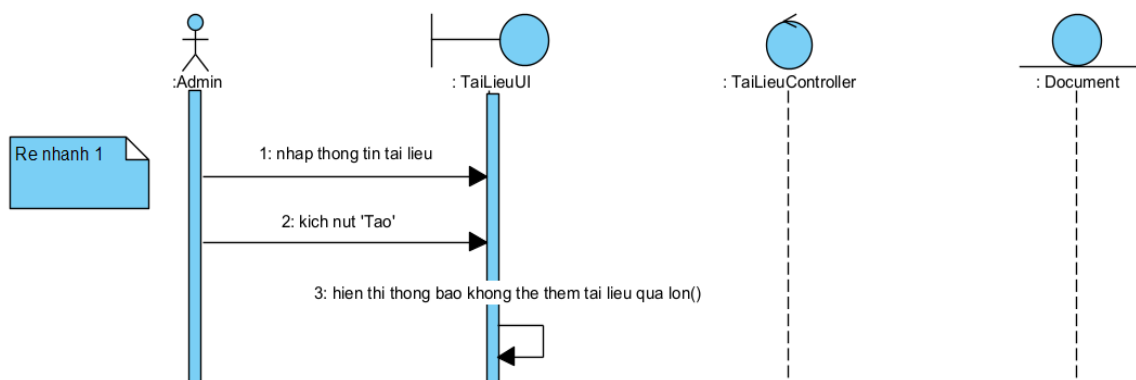 :Admin
: TaiLieuUI
: TaiLieuController
: Document
Re nhanh 1
1: nhap thong tin tai lieu
2: kich nut 'Tao'
3: hien thi thong bao khong the them tai lieu qua lon()